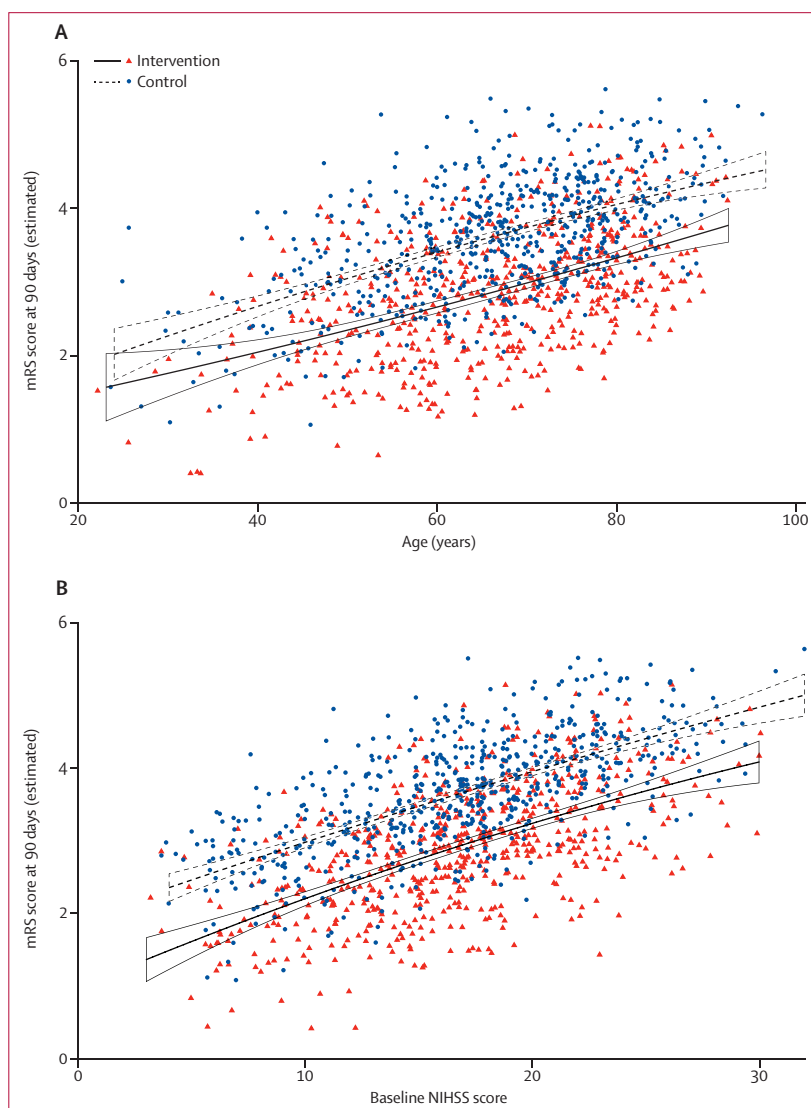 A
Intervention
Control
6
4
2
0
mRS score at 90 days (estimated)
20
40
60
80
100
Age (years)
B
6
4
2
0
mRS score at 90 days (estimated)
0
10
20
30
Baseline NIHSS score